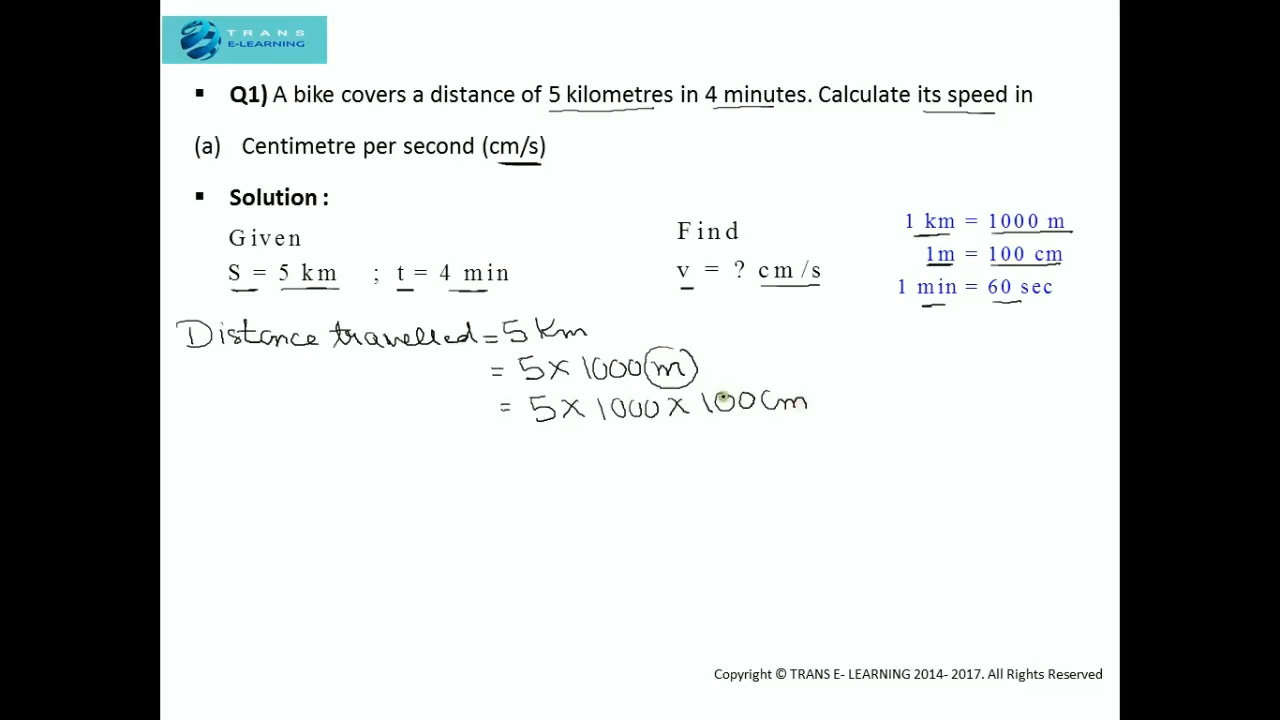 TRANS
E-LEARNING
▪ Q1) A bike covers a distance of 5 kilometres in 4 minutes. Calculate its speed in
(a) Centimetre per second (cm/s)
▪ Solution :
Given
S = 5 km ; t = 4 min
Find
v = ? cm/s
1 km = 1000 m
1m = 100 cm
1 min = 60 sec
Distance travelled = 5 Km
= 5 × 1000 m
= 5 × 1000 × 100 cm
Copyright © TRANS E- LEARNING 2014- 2017. All Rights Reserved